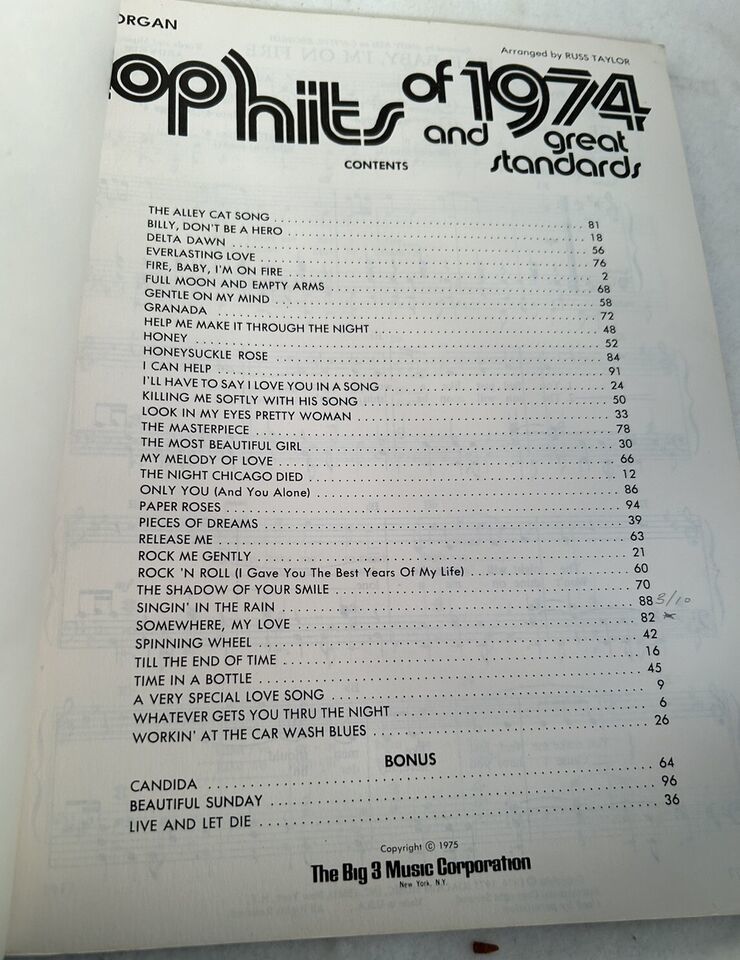 ORGAN
Arranged by RUSS TAYLOR
op hits of 1974
and great
standards
CONTENTS
THE ALLEY CAT SONG 81
BILLY, DON'T BE A HERO 18
DELTA DAWN 56
EVERLASTING LOVE 76
FIRE, BABY, I'M ON FIRE 2
FULL MOON AND EMPTY ARMS 68
GENTLE ON MY MIND 58
GRANADA 72
HELP ME MAKE IT THROUGH THE NIGHT 48
HONEY 52
HONEYSUCKLE ROSE 84
I CAN HELP 91
I'LL HAVE TO SAY I LOVE YOU IN A SONG 24
KILLING ME SOFTLY WITH HIS SONG 50
LOOK IN MY EYES PRETTY WOMAN 33
THE MASTERPIECE 78
THE MOST BEAUTIFUL GIRL 30
MY MELODY OF LOVE 66
THE NIGHT CHICAGO DIED 12
ONLY YOU (And You Alone) 86
PAPER ROSES 94
PIECES OF DREAMS 39
RELEASE ME 63
ROCK ME GENTLY 21
ROCK 'N ROLL (I Gave You The Best Years Of My Life) 60
THE SHADOW OF YOUR SMILE 70
SINGIN' IN THE RAIN 88 3/10
SOMEWHERE, MY LOVE 82
SPINNING WHEEL 42
TILL THE END OF TIME 16
TIME IN A BOTTLE 45
A VERY SPECIAL LOVE SONG 9
WHATEVER GETS YOU THRU THE NIGHT 6
WORKIN' AT THE CAR WASH BLUES 26
BONUS
CANDIDA 64
BEAUTIFUL SUNDAY 96
LIVE AND LET DIE 36
Copyright © 1975
The Big 3 Music Corporation
New York, N.Y.